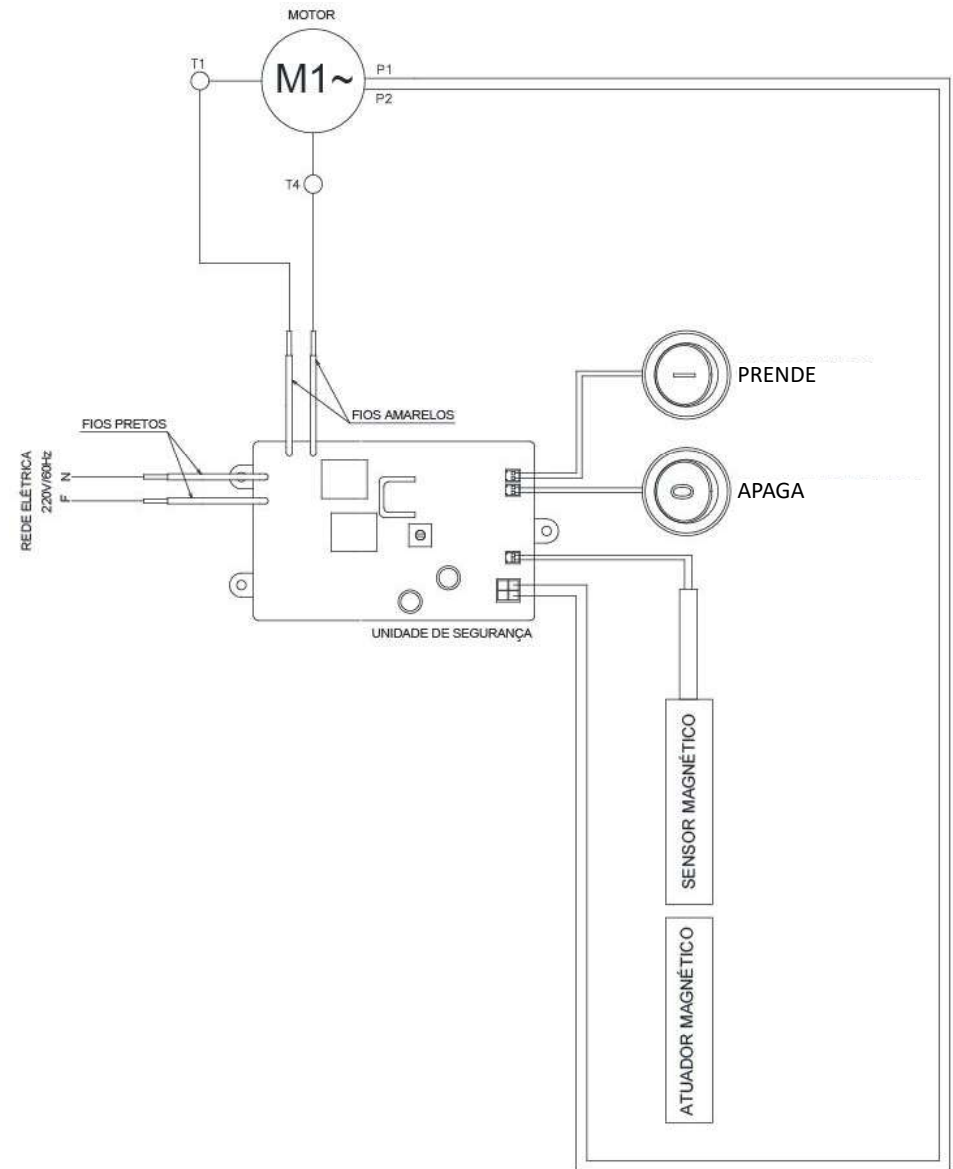 MOTOR
T1
M1~
P1
P2
T4
PRENDE
FIOS AMARELOS
FIOS PRETOS
REDE ELÉTRICA
220V/60Hz
N
F
APAGA
UNIDADE DE SEGURANÇA
SENSOR MAGNÉTICO
ATUADOR MAGNÉTICO